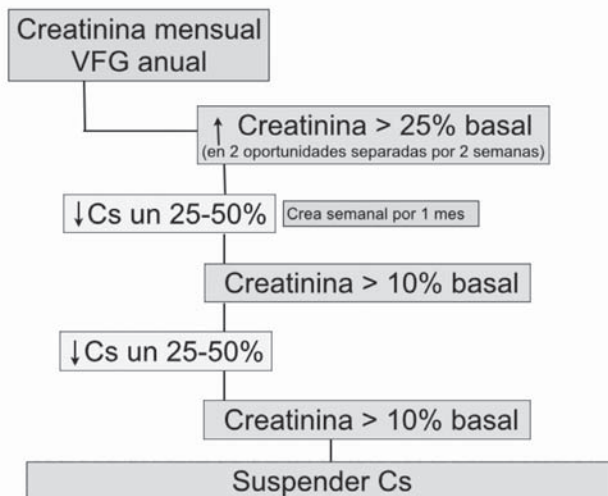 Creatinina mensual
VFG anual
↑ Creatinina > 25% basal
(en 2 oportunidades separadas por 2 semanas)
↓Cs un 25-50%
Crea semanal por 1 mes
Creatinina > 10% basal
↓Cs un 25-50%
Creatinina > 10% basal
Suspender Cs